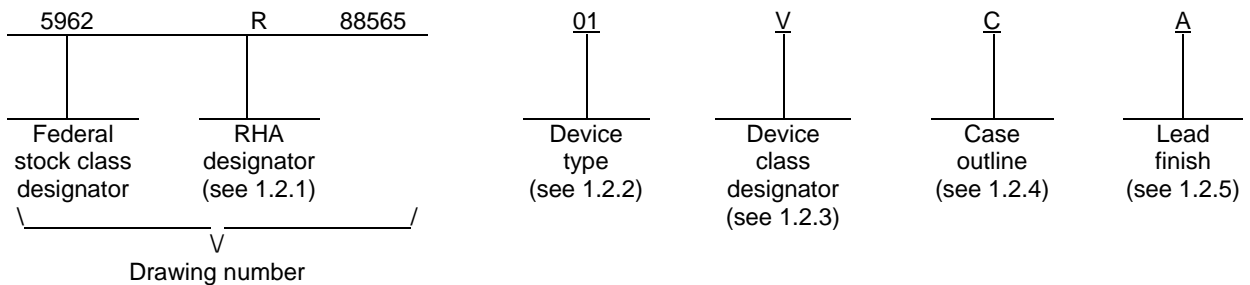 5962 R 88565 01 V C A
Federal stock class designator
RHA designator (see 1.2.1)
Device type (see 1.2.2)
Device class designator (see 1.2.3)
Case outline (see 1.2.4)
Lead finish (see 1.2.5)
\ /
\/
Drawing number